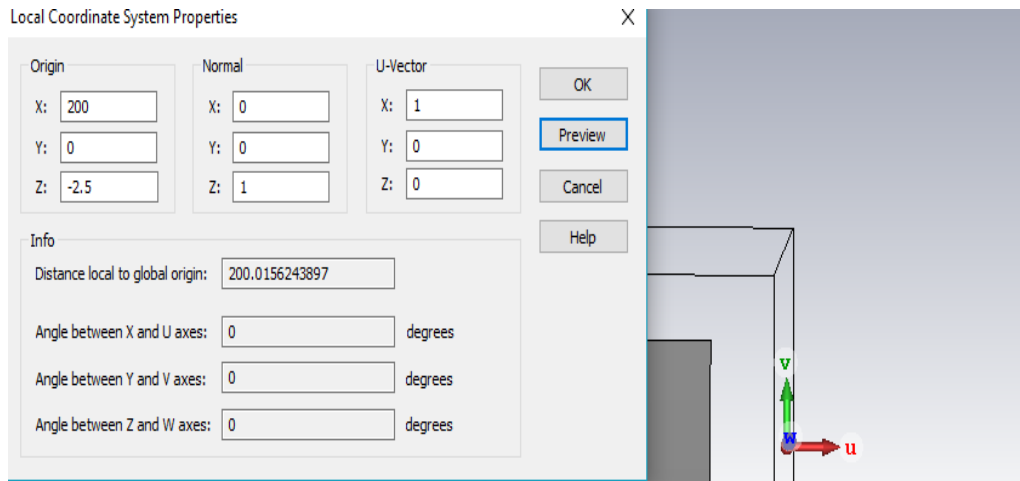 Local Coordinate System Properties X
Origin Normal U-Vector
X: 200 X: 0 X: 1 OK
Y: 0 Y: 0 Y: 0 Preview
Z: -2.5 Z: 1 Z: 0 Cancel
Help
Info
Distance local to global origin: 200.0156243897
Angle between X and U axes: 0 degrees
Angle between Y and V axes: 0 degrees
Angle between Z and W axes: 0 degrees
v
w u